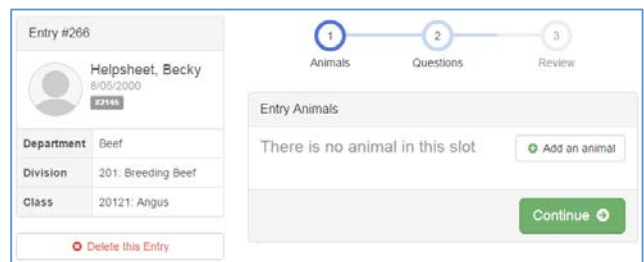 Entry #266
Helpsheet, Becky
8/05/2000
#2145
Department Beef
Division 201: Breeding Beef
Class 20121: Angus
Delete this Entry
1 2 3
Animals Questions Review
Entry Animals
There is no animal in this slot
Add an animal
Continue